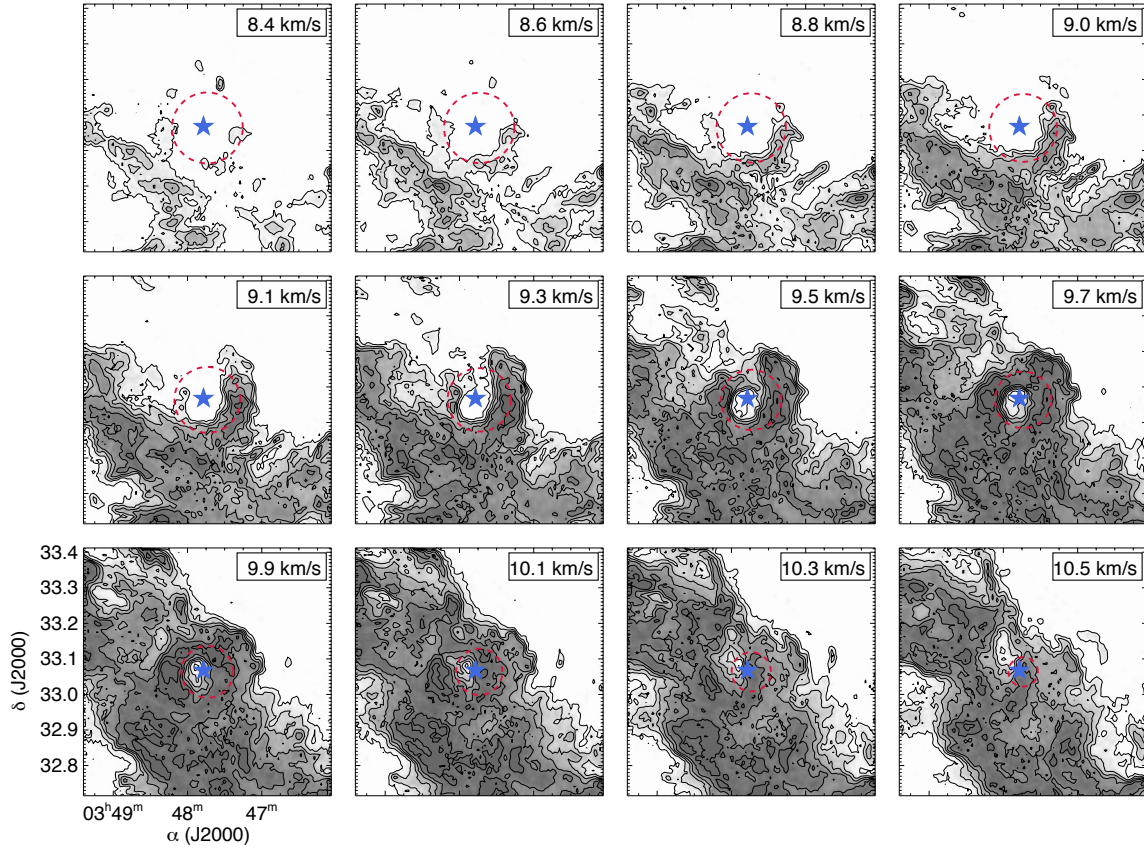 8.4 km/s
8.6 km/s
8.8 km/s
9.0 km/s
9.1 km/s
9.3 km/s
9.5 km/s
9.7 km/s
9.9 km/s
10.1 km/s
10.3 km/s
10.5 km/s
33.4
33.3
33.2
33.1
33.0
32.9
32.8
δ (J2000)
03ʰ49ᵐ 48ᵐ 47ᵐ
α (J2000)